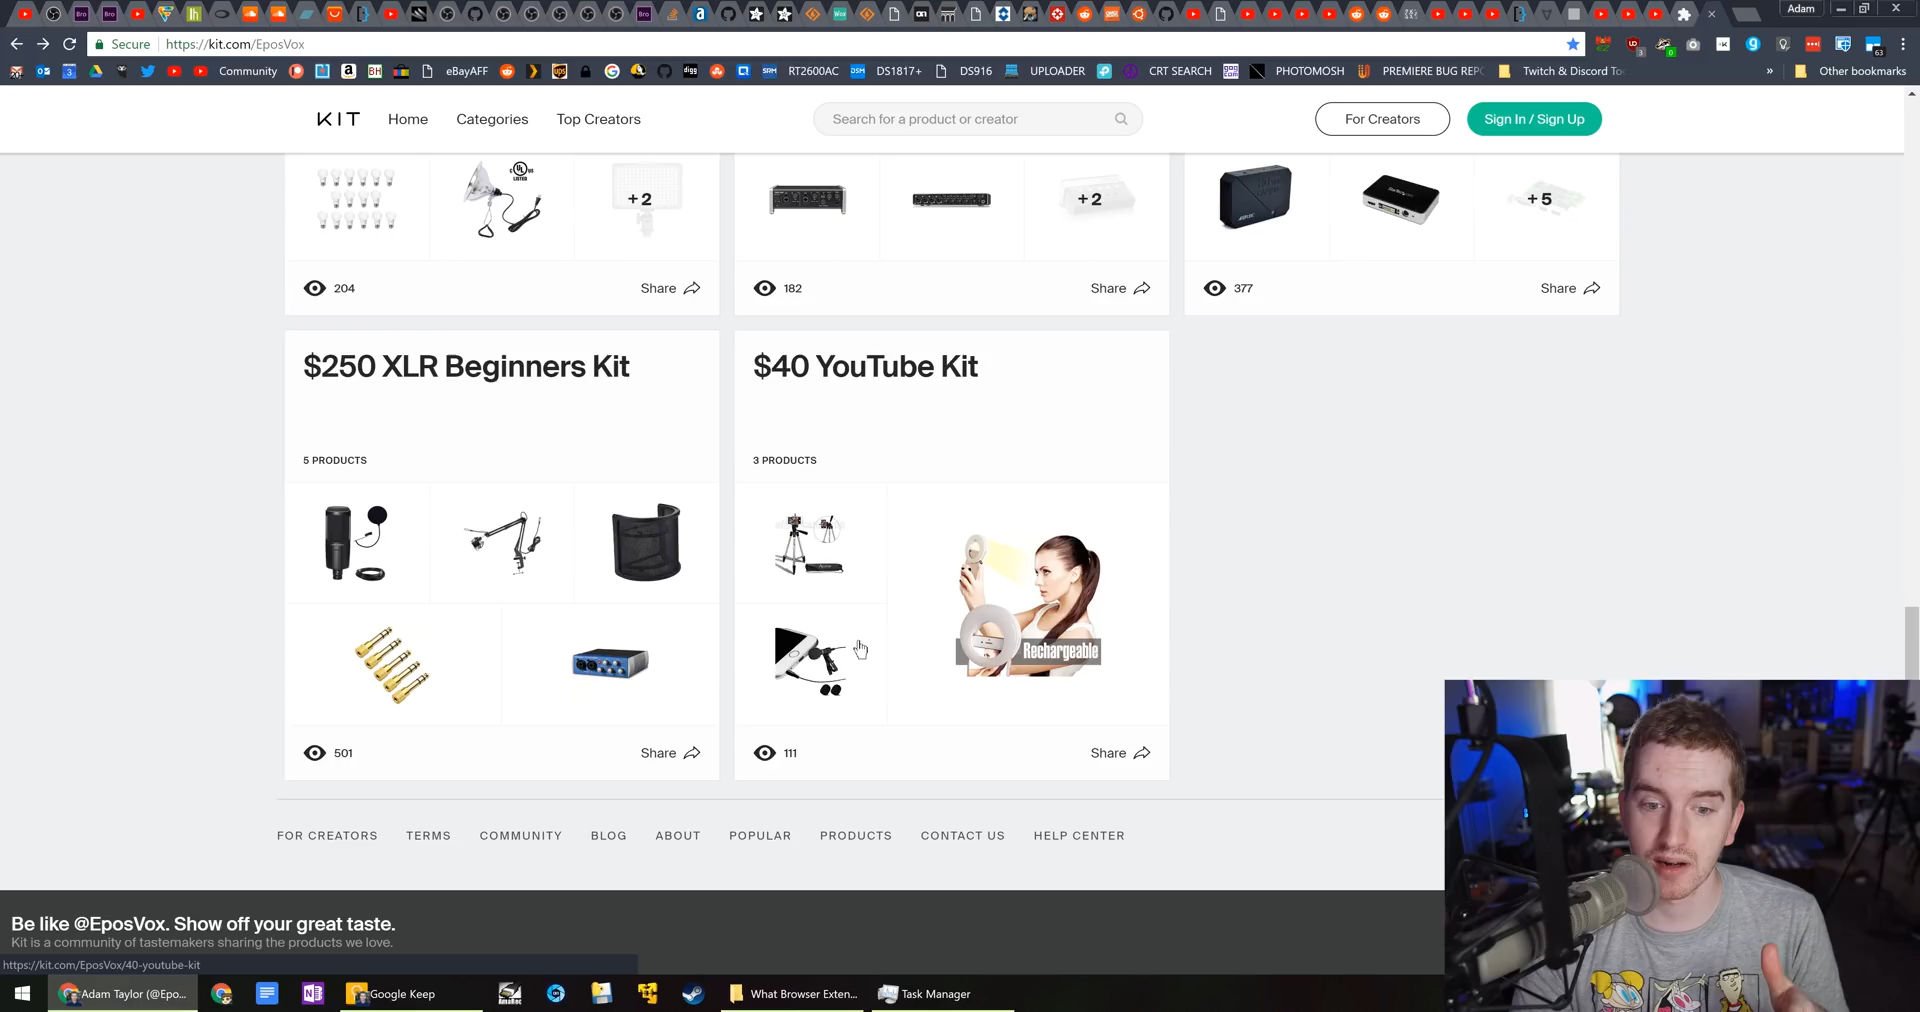 Adam
Secure https://kit.com/EposVox
Community eBayAFF RT2600AC DS1817+ DS916 UPLOADER CRT SEARCH PHOTOMOSH PREMIERE BUG REPO Twitch & Discord To » Other bookmarks
KIT Home Categories Top Creators Search for a product or creator For Creators Sign In / Sign Up
+2 +2 +5
204 Share 182 Share 377 Share
$250 XLR Beginners Kit
5 PRODUCTS
501 Share
$40 YouTube Kit
3 PRODUCTS
Rechargeable
111 Share
FOR CREATORS TERMS COMMUNITY BLOG ABOUT POPULAR PRODUCTS CONTACT US HELP CENTER
Be like @EposVox. Show off your great taste.
Kit is a community of tastemakers sharing the products we love.
https://kit.com/EposVox/40-youtube-kit
Adam Taylor (@Epo... Google Keep What Browser Exten... Task Manager